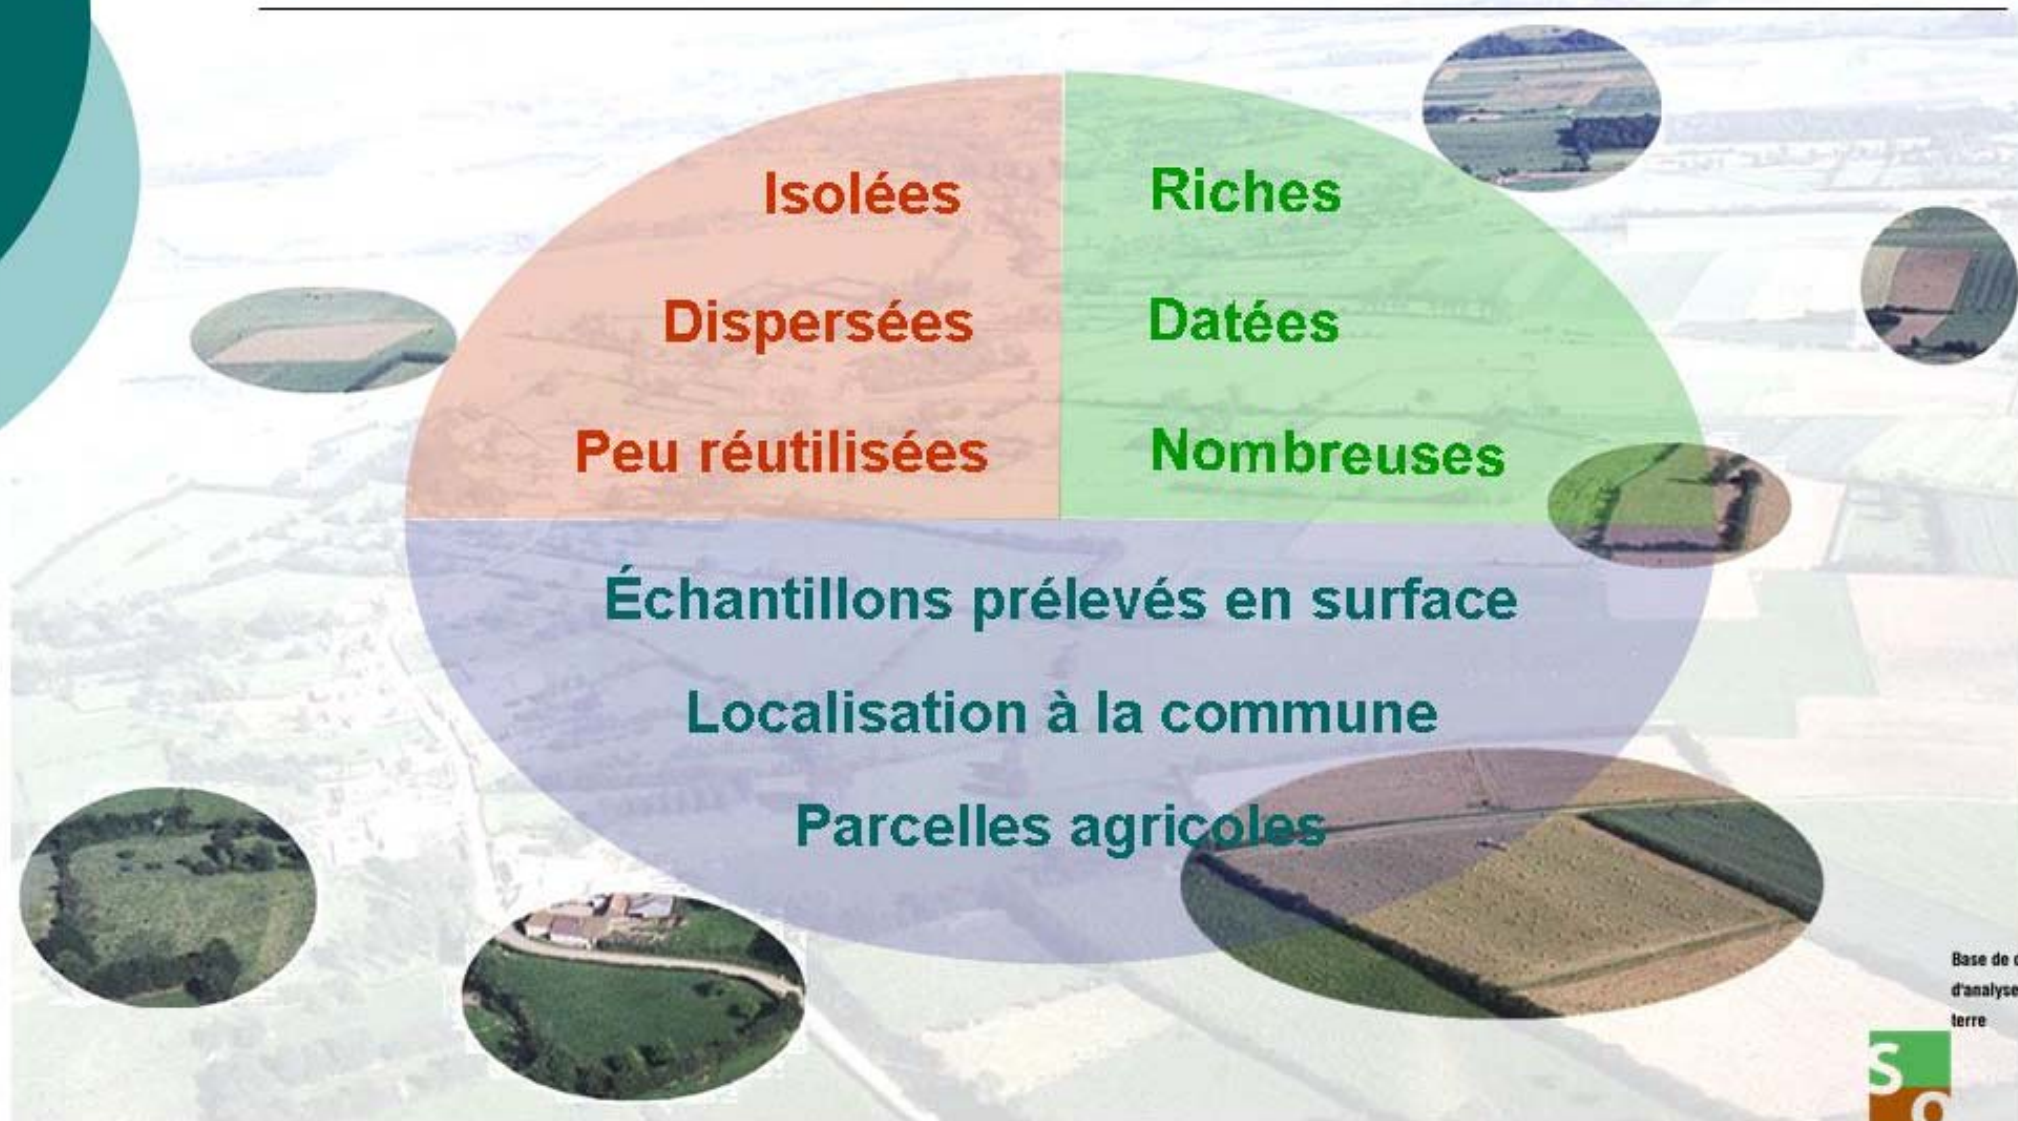 Isolées
Dispersées
Peu réutilisées
Riches
Datées
Nombreuses
Échantillons prélevés en surface
Localisation à la commune
Parcelles agricoles
Base de
d'analyse
terre
S